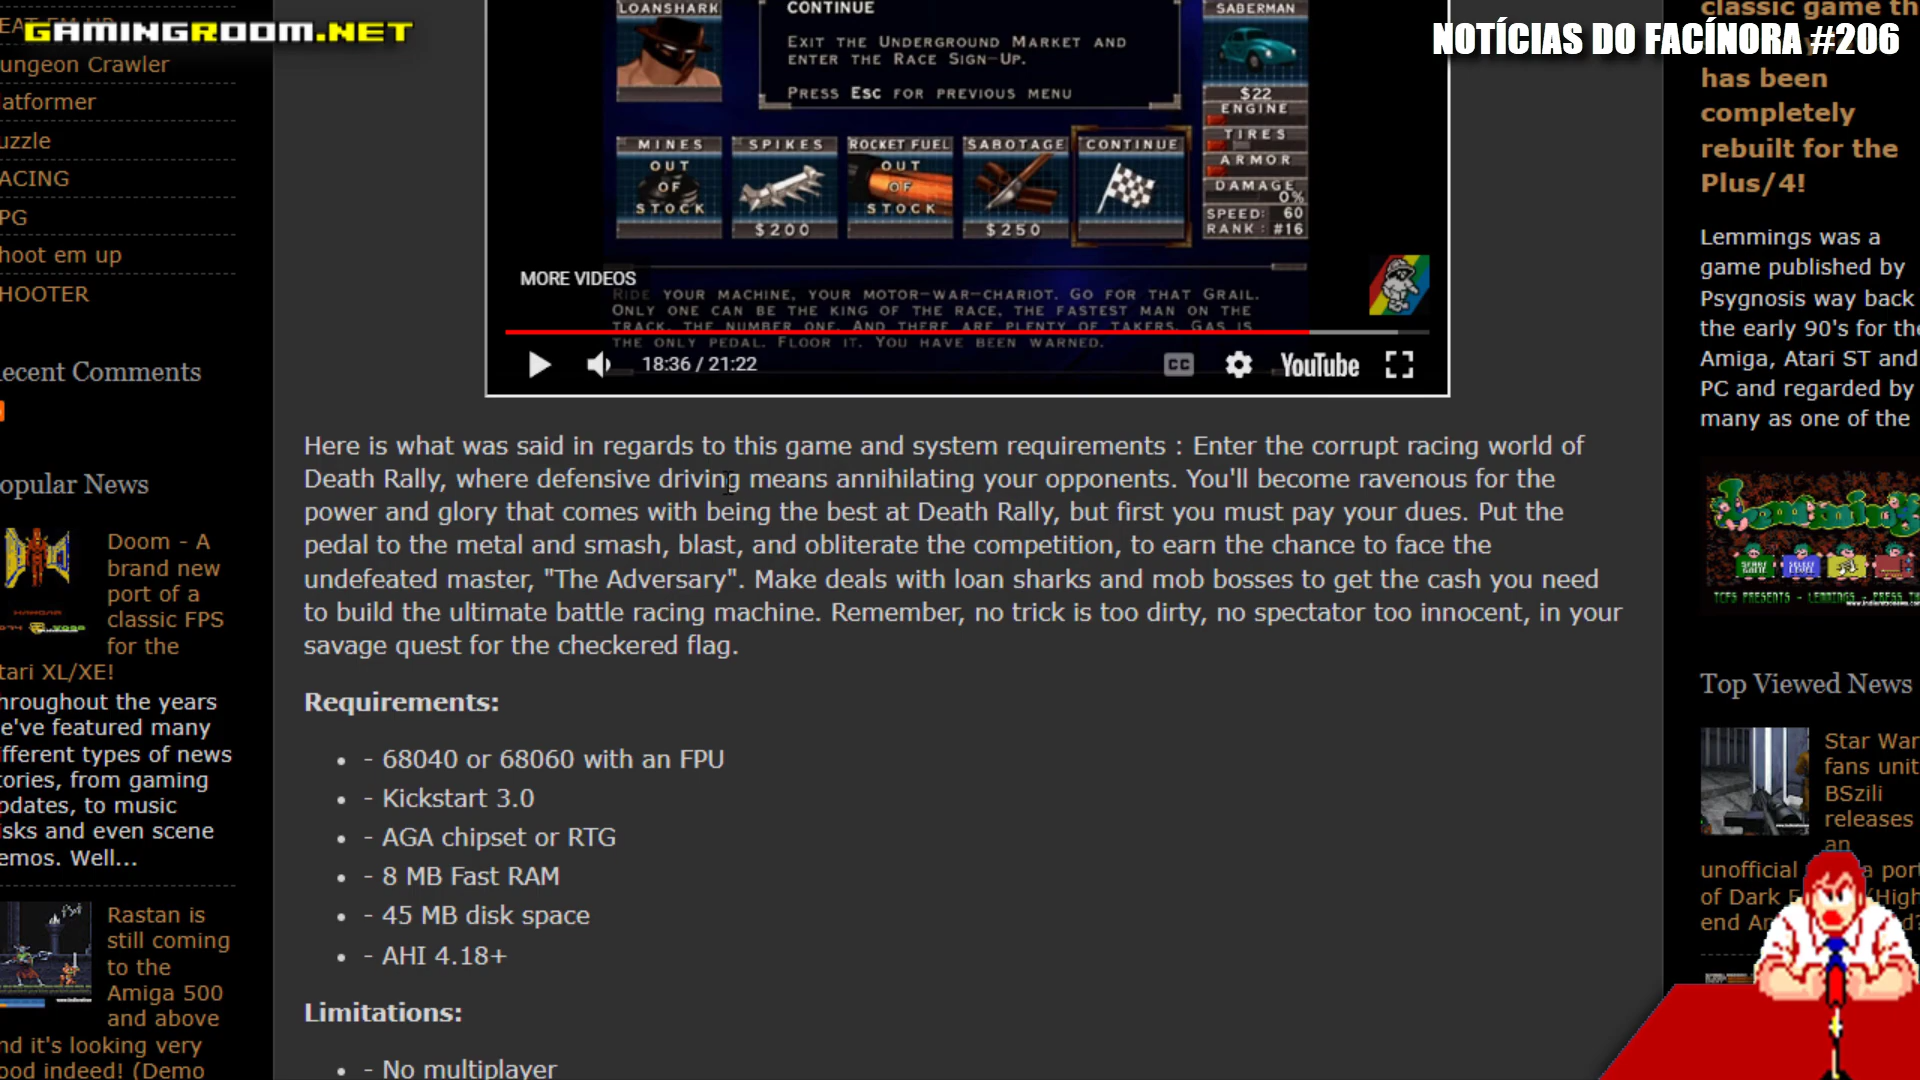 GAMINGROOM.NET
NOTÍCIAS DO FACÍNORA #206
ungeon Crawler
latformer
uzzle
ACING
PG
hoot em up
HOOTER
ecent Comments
opular News
Doom - A
brand new
port of a
classic FPS
for the
tari XL/XE!
hroughout the years
e've featured many
ifferent types of news
tories, from gaming
pdates, to music
isks and even scene
emos. Well...
Rastan is
still coming
to the
Amiga 500
and above
nd it's looking very
ood indeed! (Demo
LOANSHARK
CONTINUE
EXIT THE UNDERGROUND MARKET AND
ENTER THE RACE SIGN-UP.
PRESS ESC FOR PREVIOUS MENU
SABERMAN
$22
ENGINE
TIRES
ARMOR
DAMAGE
0%
SPEED: 60
RANK : #16
MINES
OUT
OF
STOCK
SPIKES
$200
ROCKET FUEL
OUT
OF
STOCK
SABOTAGE
$250
CONTINUE
MORE VIDEOS
RIDE YOUR MACHINE, YOUR MOTOR-WAR-CHARIOT. GO FOR THAT GRAIL.
ONLY ONE CAN BE THE KING OF THE RACE, THE FASTEST MAN ON THE
TRACK, THE NUMBER ONE. AND THERE ARE PLENTY OF TAKERS. GAS IS
THE ONLY PEDAL. FLOOR IT. YOU HAVE BEEN WARNED.
18:36 / 21:22
CC
YouTube
Here is what was said in regards to this game and system requirements : Enter the corrupt racing world of
Death Rally, where defensive driving means annihilating your opponents. You'll become ravenous for the
power and glory that comes with being the best at Death Rally, but first you must pay your dues. Put the
pedal to the metal and smash, blast, and obliterate the competition, to earn the chance to face the
undefeated master, "The Adversary". Make deals with loan sharks and mob bosses to get the cash you need
to build the ultimate battle racing machine. Remember, no trick is too dirty, no spectator too innocent, in your
savage quest for the checkered flag.
Requirements:
- 68040 or 68060 with an FPU
- Kickstart 3.0
- AGA chipset or RTG
- 8 MB Fast RAM
- 45 MB disk space
- AHI 4.18+
Limitations:
- No multiplayer
classic game th
has been
completely
rebuilt for the
Plus/4!
Lemmings was a
game published by
Psygnosis way back
the early 90's for the
Amiga, Atari ST and
PC and regarded by
many as one of the
Lemmings
TCFS PRESENTS - LEMMINGS - PRESS
Top Viewed News
Star War
fans unit
BSzili
releases
an
unofficial a port
of Dark (High
end